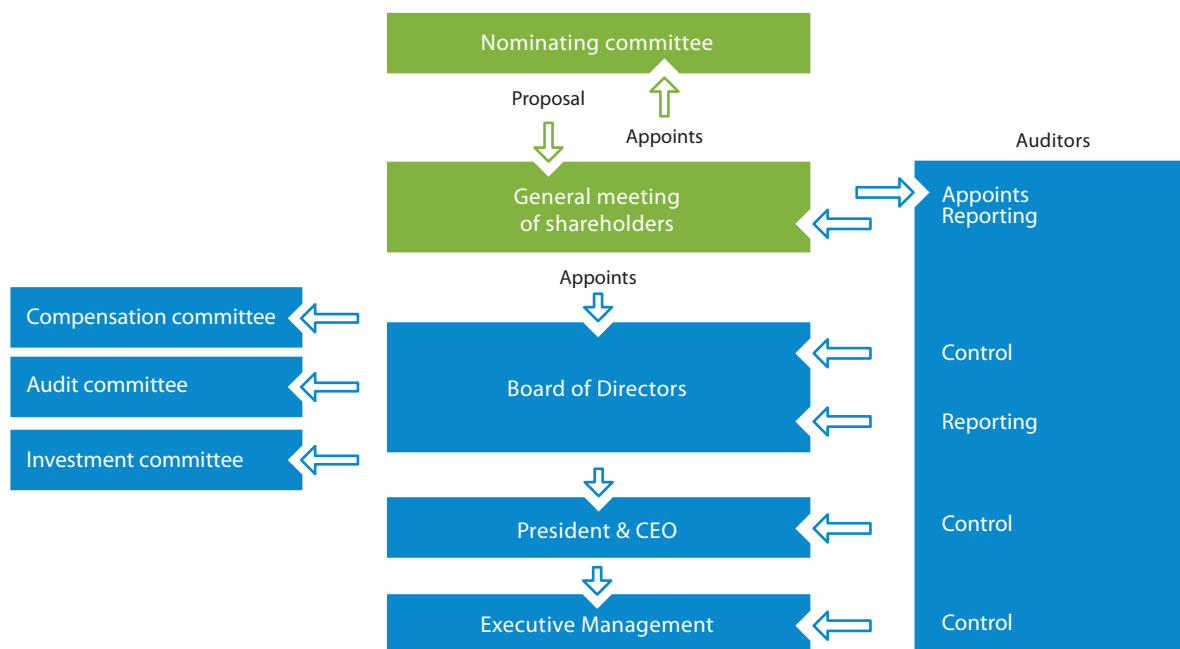 Nominating committee
Proposal
Appoints
Auditors
General meeting
of shareholders
Appoints
Reporting
Appoints
Compensation committee
Audit committee
Investment committee
Board of Directors
Control
Reporting
President & CEO
Control
Executive Management
Control